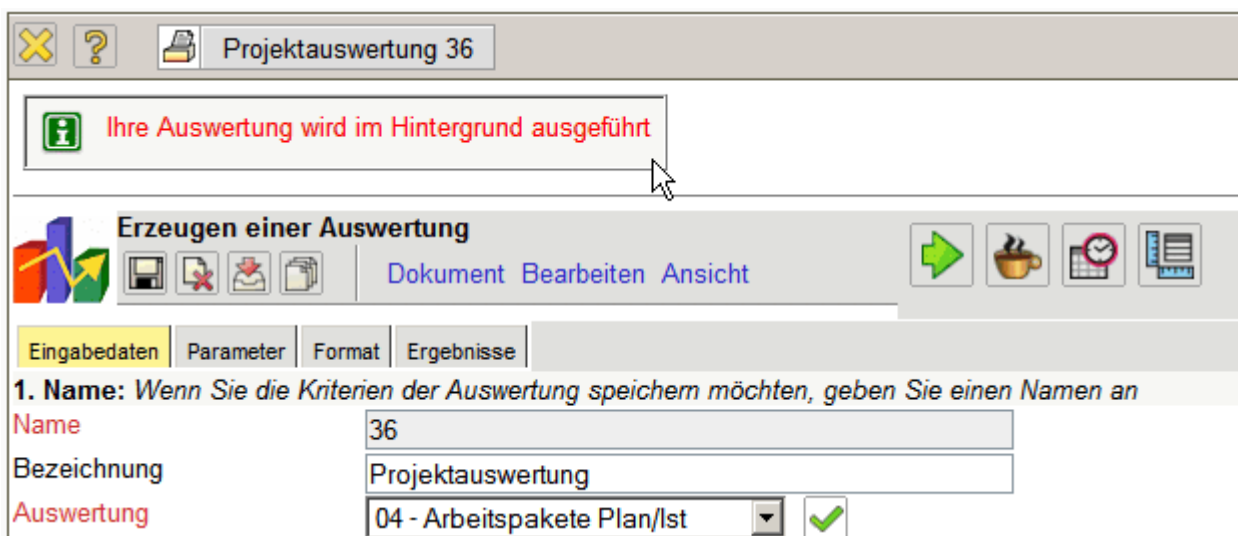 Projektauswertung 36
Ihre Auswertung wird im Hintergrund ausgeführt
Erzeugen einer Auswertung
Dokument Bearbeiten Ansicht
Eingabedaten Parameter Format Ergebnisse
1. Name: Wenn Sie die Kriterien der Auswertung speichern möchten, geben Sie einen Namen an
Name 36
Bezeichnung Projektauswertung
Auswertung 04 - Arbeitspakete Plan/Ist